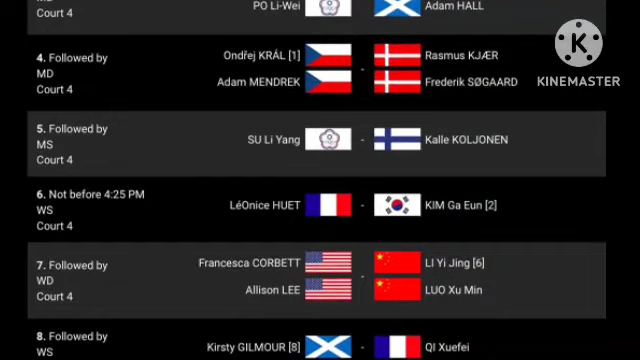 MD
Court 4
PO Li-Wei
Adam HALL
4. Followed by
MD
Court 4
Ondřej KRÁL [1]
Adam MENDREK
-
Rasmus KJÆR
Frederik SØGAARD
K
KINEMASTER
5. Followed by
MS
Court 4
SU Li Yang
-
Kalle KOLJONEN
6. Not before 4:25 PM
WS
Court 4
LéOnice HUET
-
KIM Ga Eun [2]
7. Followed by
WD
Court 4
Francesca CORBETT
Allison LEE
-
LI Yi Jing [6]
LUO Xu Min
8. Followed by
WS
Kirsty GILMOUR [8]
-
QI Xuefei